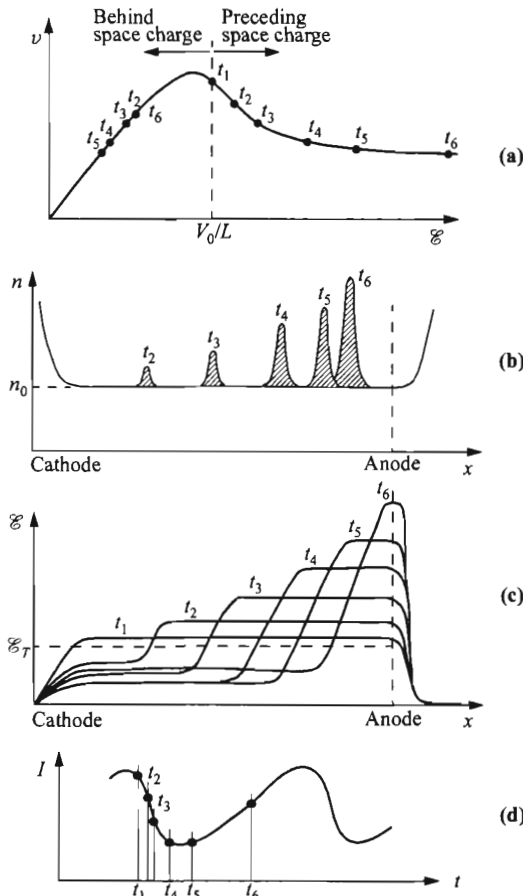 Behind Preceding
space charge space charge
v
t1
t2
t3
t2
t3
t4
t6
t5
t4
t5
t6
(a)
V0/L
ℰ
n
t6
t5
t4
t3
t2
(b)
n0
Cathode
Anode
x
t6
ℰ
t5
t4
t3
t2
t1
(c)
ℰT
Cathode
Anode
x
I
t2
t3
(d)
t1
t4
t5
t6
t